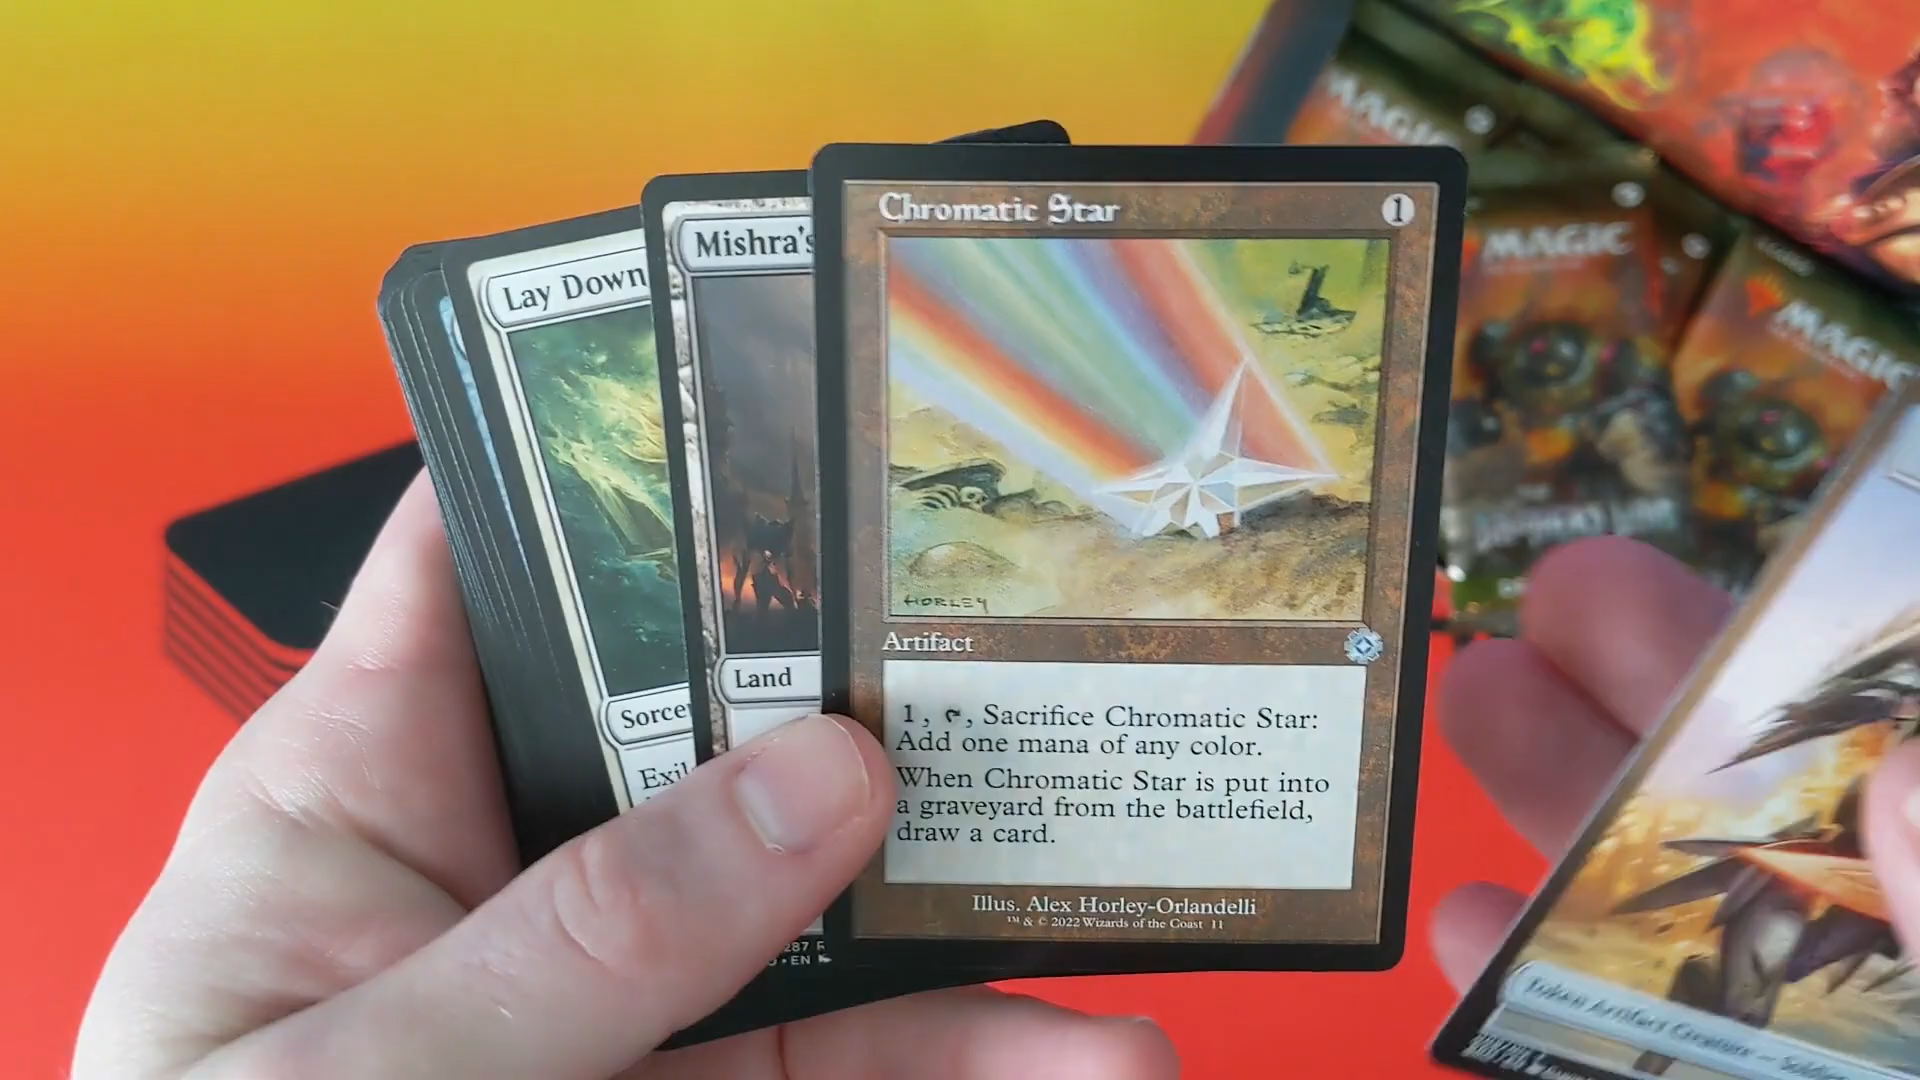 Lay Down
Sorce
Exil
Mishra's
Land
287 R
EN
Chromatic Star
1
HORLEY
Artifact
1, , Sacrifice Chromatic Star:
Add one mana of any color.
When Chromatic Star is put into
a graveyard from the battlefield,
draw a card.
Illus. Alex Horley-Orlandelli
™ & © 2022 Wizards of the Coast 11
MAGIC
MAGIC
MAGIC
Token Artifact Creature — Soldier